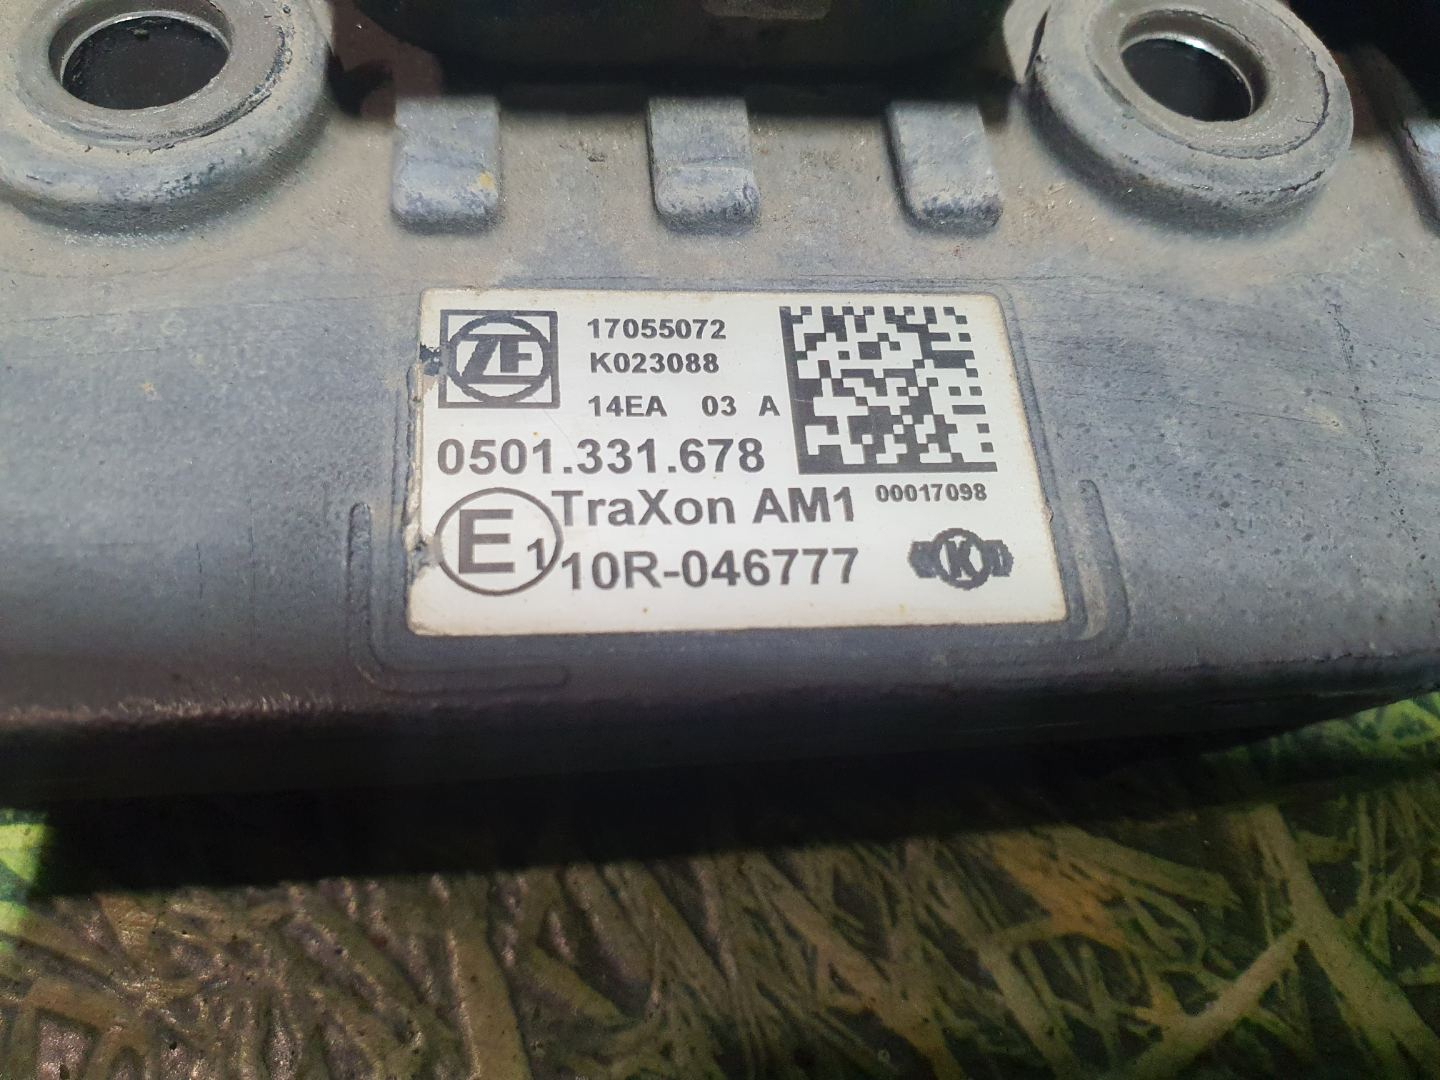 ZF
17055072
K023088
14EA 03 A
0501.331.678
TraXon AM1
00017098
E1
10R-046777
K